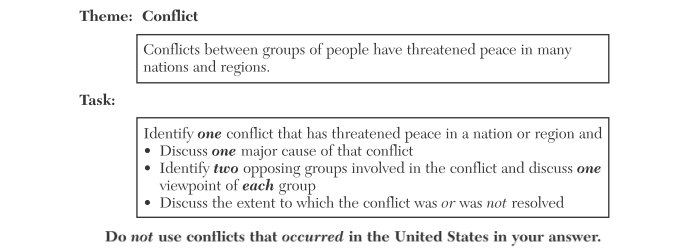 Theme: Conflict
Conflicts between groups of people have threatened peace in many
nations and regions.
Task:
Identify one conflict that has threatened peace in a nation or region and
• Discuss one major cause of that conflict
• Identify two opposing groups involved in the conflict and discuss one
viewpoint of each group
• Discuss the extent to which the conflict was or was not resolved
Do not use conflicts that occurred in the United States in your answer.